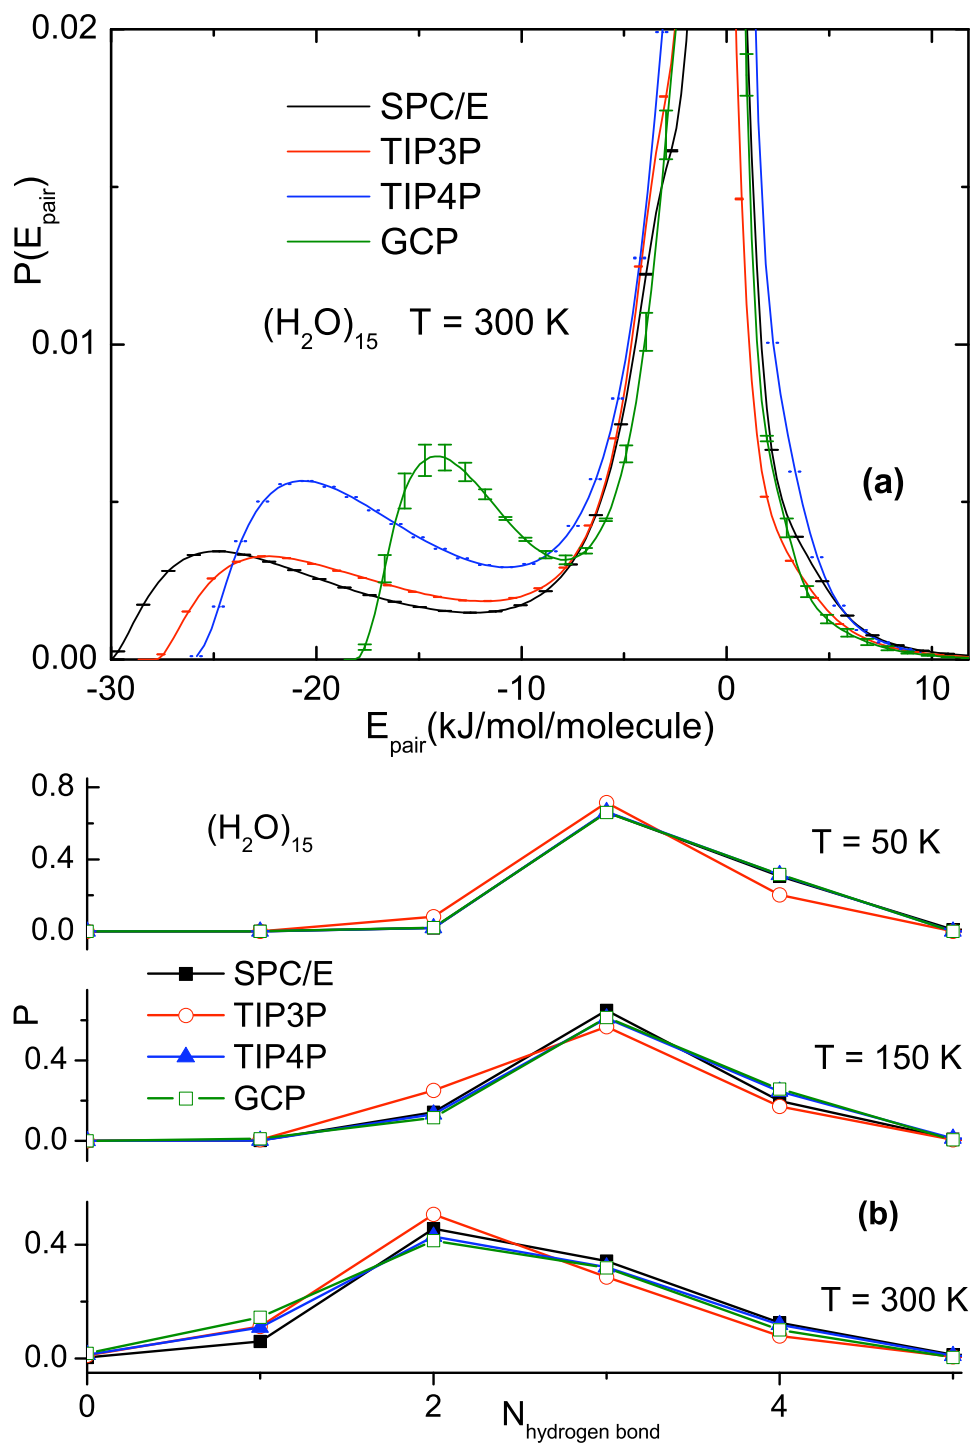 0.02
SPC/E
TIP3P
TIP4P
GCP
P(E_pair)
0.01
(H₂O)₁₅ T = 300 K
(a)
0.00
-30 -20 -10 0 10
E_pair(kJ/mol/molecule)
0.8
(H₂O)₁₅
T = 50 K
0.4
0.0
SPC/E
TIP3P
TIP4P
GCP
P
0.4
T = 150 K
0.0
(b)
0.4
T = 300 K
0.0
0 2 4
N_hydrogen bond